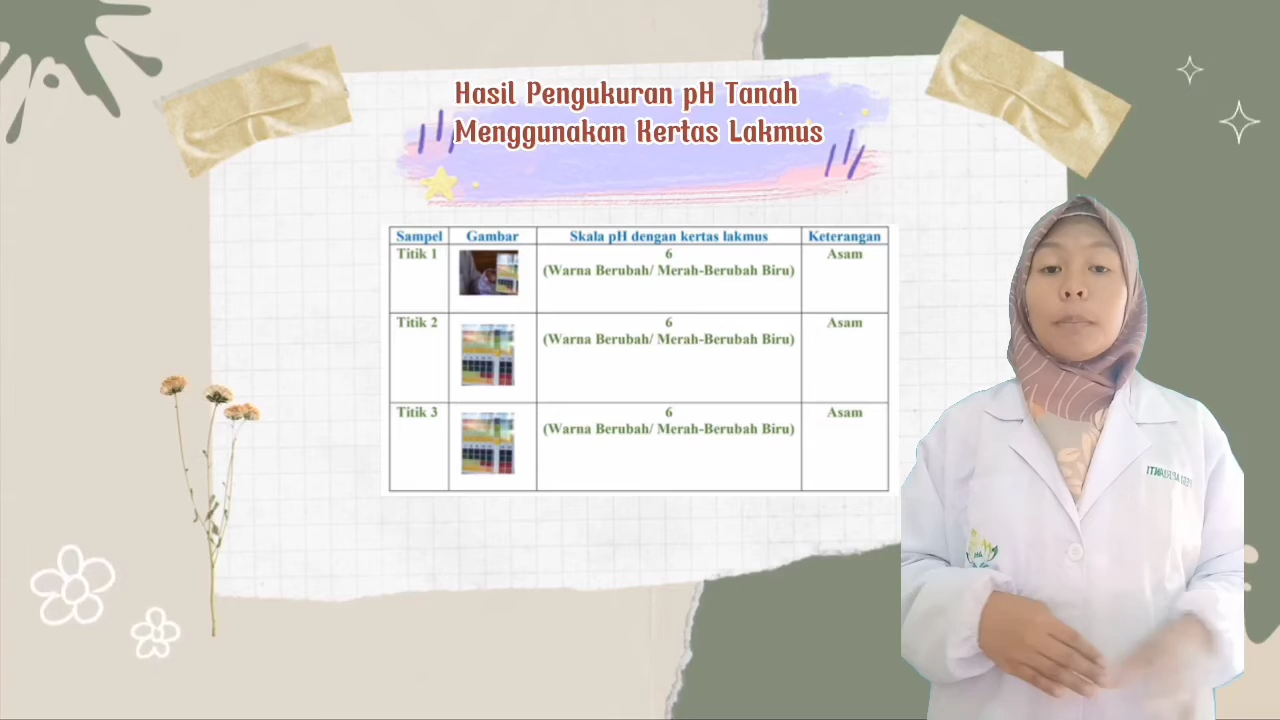 Hasil Pengukuran pH Tanah
Menggunakan Kertas Lakmus
Sampel Gambar Skala pH dengan kertas lakmus Keterangan
Titik 1 6 Asam
(Warna Berubah/ Merah-Berubah Biru)
Titik 2 6 Asam
(Warna Berubah/ Merah-Berubah Biru)
Titik 3 6 Asam
(Warna Berubah/ Merah-Berubah Biru)